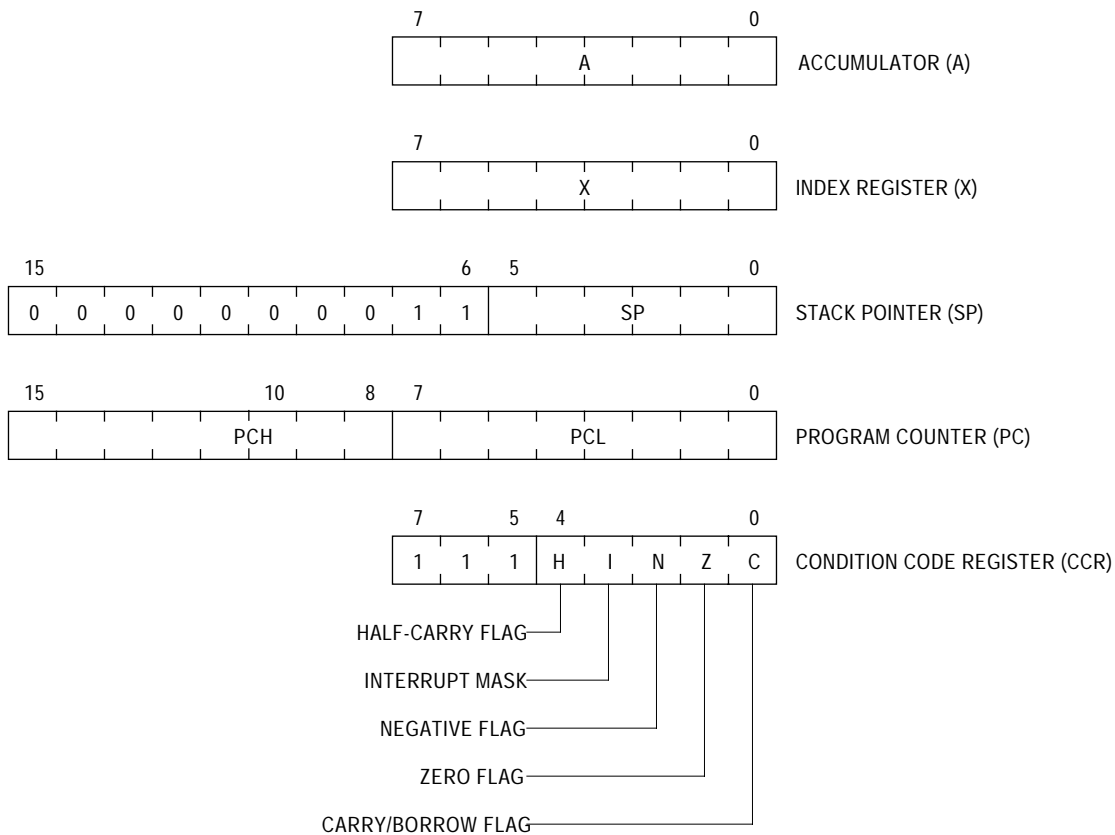 7 0
A ACCUMULATOR (A)
7 0
X INDEX REGISTER (X)
15 6 5 0
0 0 0 0 0 0 0 0 1 1 SP STACK POINTER (SP)
15 10 8 7 0
PCH PCL PROGRAM COUNTER (PC)
7 5 4 0
1 1 1 H I N Z C CONDITION CODE REGISTER (CCR)
HALF-CARRY FLAG
INTERRUPT MASK
NEGATIVE FLAG
ZERO FLAG
CARRY/BORROW FLAG